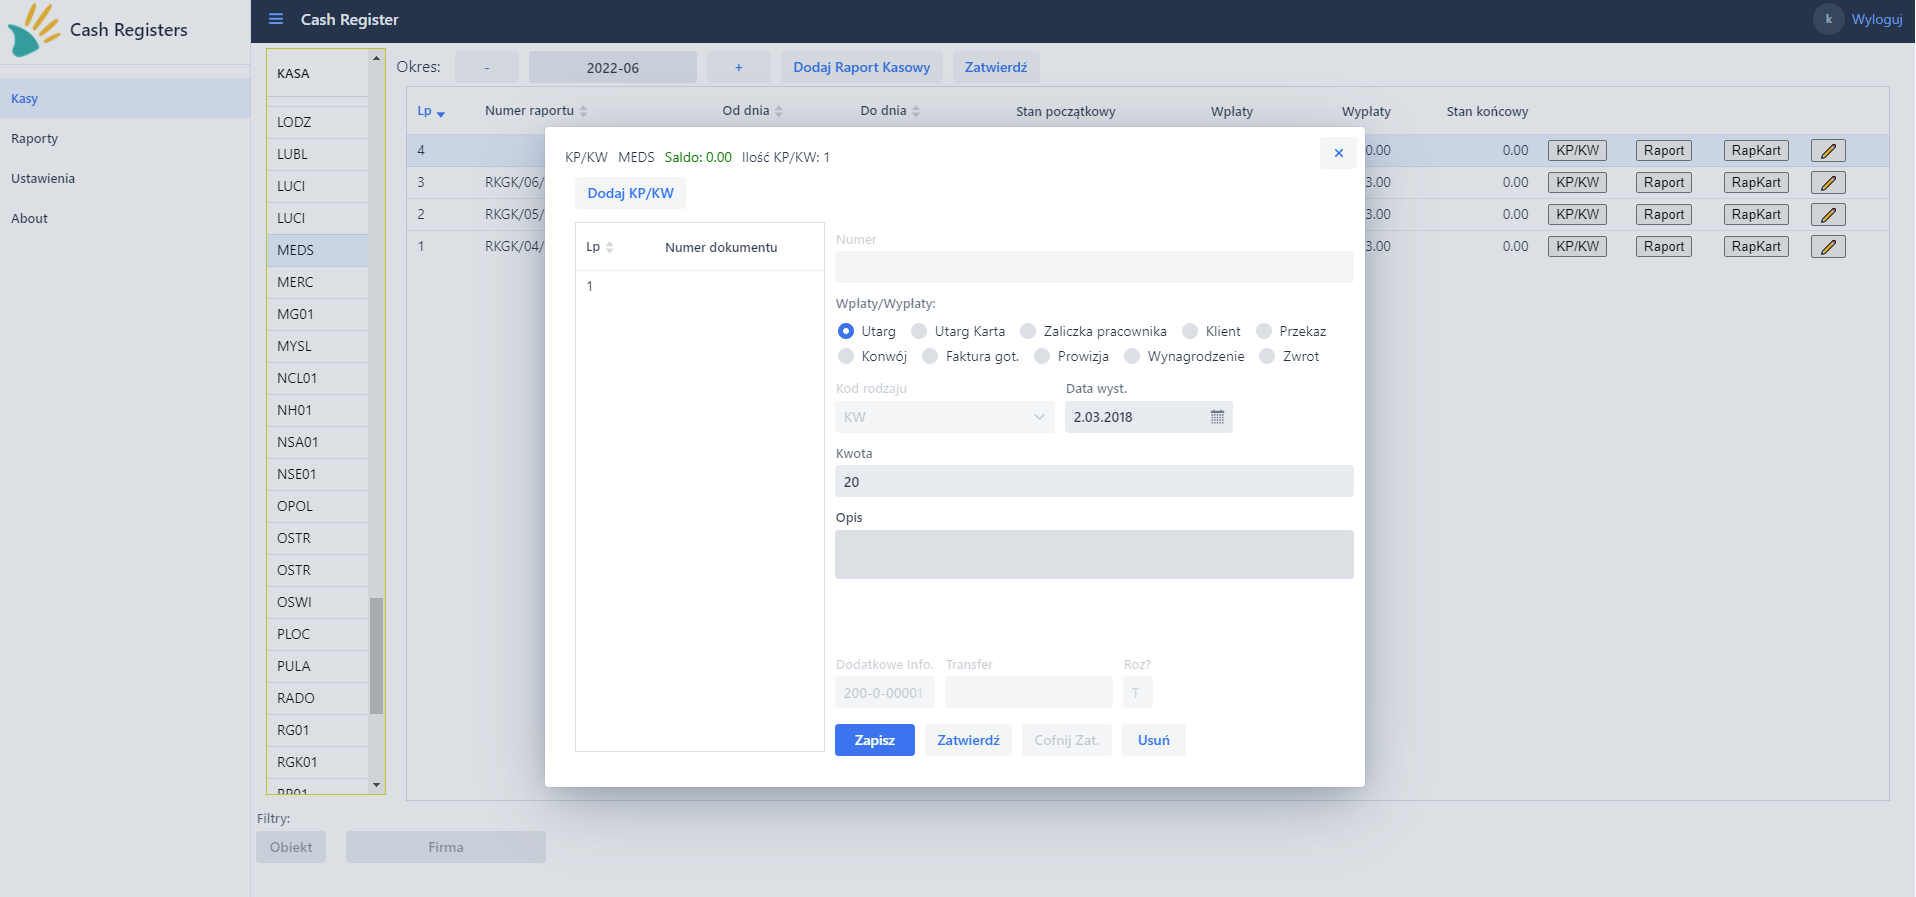 Cash Registers
Cash Register
k
Wyloguj
Kasy
Raporty
Ustawienia
About
KASA
LODZ
LUBL
LUCI
LUCI
MEDS
MERC
MG01
MYSL
NCL01
NH01
NSA01
NSE01
OPOL
OSTR
OSTR
OSWI
PLOC
PULA
RADO
RG01
RGK01
Okres:
-
2022-06
+
Dodaj Raport Kasowy
Zatwierdź
Lp Numer raportu Od dnia Do dnia Stan początkowy Wpłaty Wypłaty Stan końcowy
4 0.00 0.00 KP/KW Raport RapKart
3 RKGK/06/ 3.00 0.00 KP/KW Raport RapKart
2 RKGK/05/ 3.00 0.00 KP/KW Raport RapKart
1 RKGK/04/ 3.00 0.00 KP/KW Raport RapKart
KP/KW MEDS Saldo: 0.00 Ilość KP/KW: 1
×
Dodaj KP/KW
Lp Numer dokumentu
1
Numer
Wpłaty/Wypłaty:
Utarg Utarg Karta Zaliczka pracownika Klient Przekaz
Konwój Faktura got. Prowizja Wynagrodzenie Zwrot
Kod rodzaju Data wyst.
KW 2.03.2018
Kwota
20
Opis
Dodatkowe Info. Transfer Roz?
200-0-00001 T
Zapisz Zatwierdź Cofnij Zat. Usuń
Filtry:
Obiekt Firma